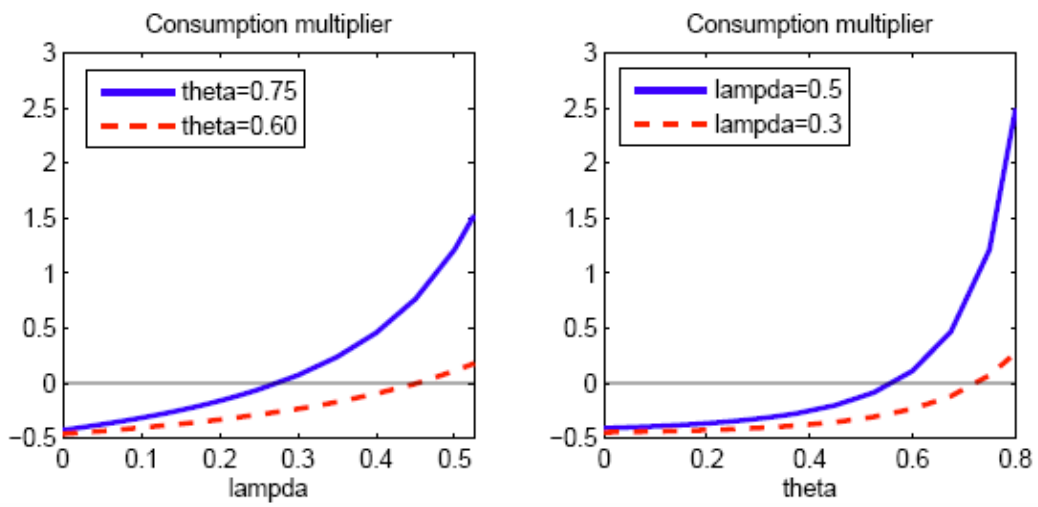 Consumption multiplier
3
2.5
2
1.5
1
0.5
0
−0.5
theta=0.75
theta=0.60
0 0.1 0.2 0.3 0.4 0.5
lampda
Consumption multiplier
3
2.5
2
1.5
1
0.5
0
−0.5
lampda=0.5
lampda=0.3
0 0.2 0.4 0.6 0.8
theta